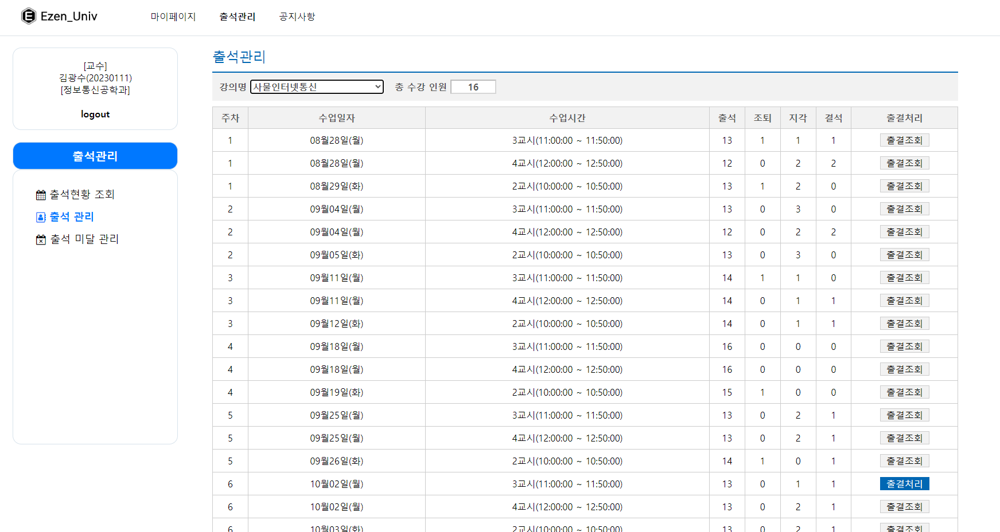 Ezen_Univ 마이페이지 출석관리 공지사항
[교수]
김광수(20230111)
[정보통신공학과]
logout
출석관리
출석현황 조회
출석 관리
출석 미달 관리
출석관리
강의명 사물인터넷통신 총 수강 인원 16
주차 수업일자 수업시간 출석 조퇴 지각 결석 출결처리
1 08월28일(월) 3교시(11:00:00 ~ 11:50:00) 13 1 1 1 출결조회
1 08월28일(월) 4교시(12:00:00 ~ 12:50:00) 12 0 2 2 출결조회
1 08월29일(화) 2교시(10:00:00 ~ 10:50:00) 13 1 2 0 출결조회
2 09월04일(월) 3교시(11:00:00 ~ 11:50:00) 13 0 3 0 출결조회
2 09월04일(월) 4교시(12:00:00 ~ 12:50:00) 12 0 2 2 출결조회
2 09월05일(화) 2교시(10:00:00 ~ 10:50:00) 13 0 3 0 출결조회
3 09월11일(월) 3교시(11:00:00 ~ 11:50:00) 14 1 1 0 출결조회
3 09월11일(월) 4교시(12:00:00 ~ 12:50:00) 14 0 1 1 출결조회
3 09월12일(화) 2교시(10:00:00 ~ 10:50:00) 14 0 1 1 출결조회
4 09월18일(월) 3교시(11:00:00 ~ 11:50:00) 16 0 0 0 출결조회
4 09월18일(월) 4교시(12:00:00 ~ 12:50:00) 16 0 0 0 출결조회
4 09월19일(화) 2교시(10:00:00 ~ 10:50:00) 15 1 0 0 출결조회
5 09월25일(월) 3교시(11:00:00 ~ 11:50:00) 13 0 2 1 출결조회
5 09월25일(월) 4교시(12:00:00 ~ 12:50:00) 13 0 2 1 출결조회
5 09월26일(화) 2교시(10:00:00 ~ 10:50:00) 14 1 0 1 출결조회
6 10월02일(월) 3교시(11:00:00 ~ 11:50:00) 13 0 1 1 출결처리
6 10월02일(월) 4교시(12:00:00 ~ 12:50:00) 13 0 2 1 출결조회
6 10월03일(화) 2교시(10:00:00 ~ 10:50:00) 13 0 2 1 출결조회